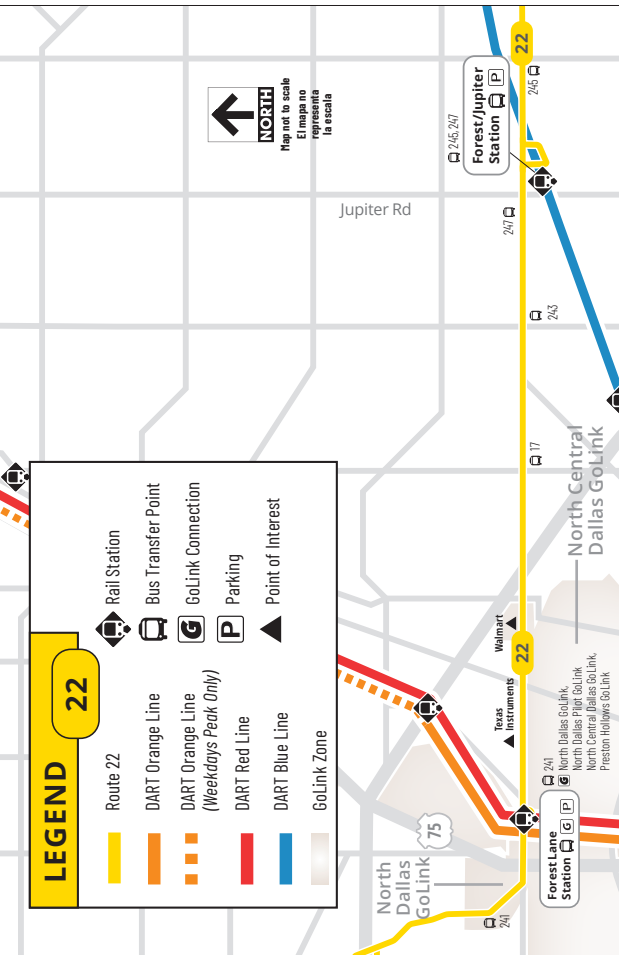 LEGEND
22
Route 22
DART Orange Line
DART Orange Line
(Weekdays Peak Only)
DART Red Line
DART Blue Line
GoLink Zone
Rail Station
Bus Transfer Point
G
GoLink Connection
P
Parking
Point of Interest
NORTH
Map not to scale
El mapa no
representa
la escala
Jupiter Rd
22
245
245, 247
Forest/Jupiter
Station P
247
243
17
North Central
Dallas GoLink
Walmart
22
Texas
Instruments
241
G North Dallas GoLink,
North Dallas Pilot GoLink
North Central Dallas GoLink,
Preston Hollows GoLink
Forest Lane
Station G P
75
North
Dallas
GoLink
241